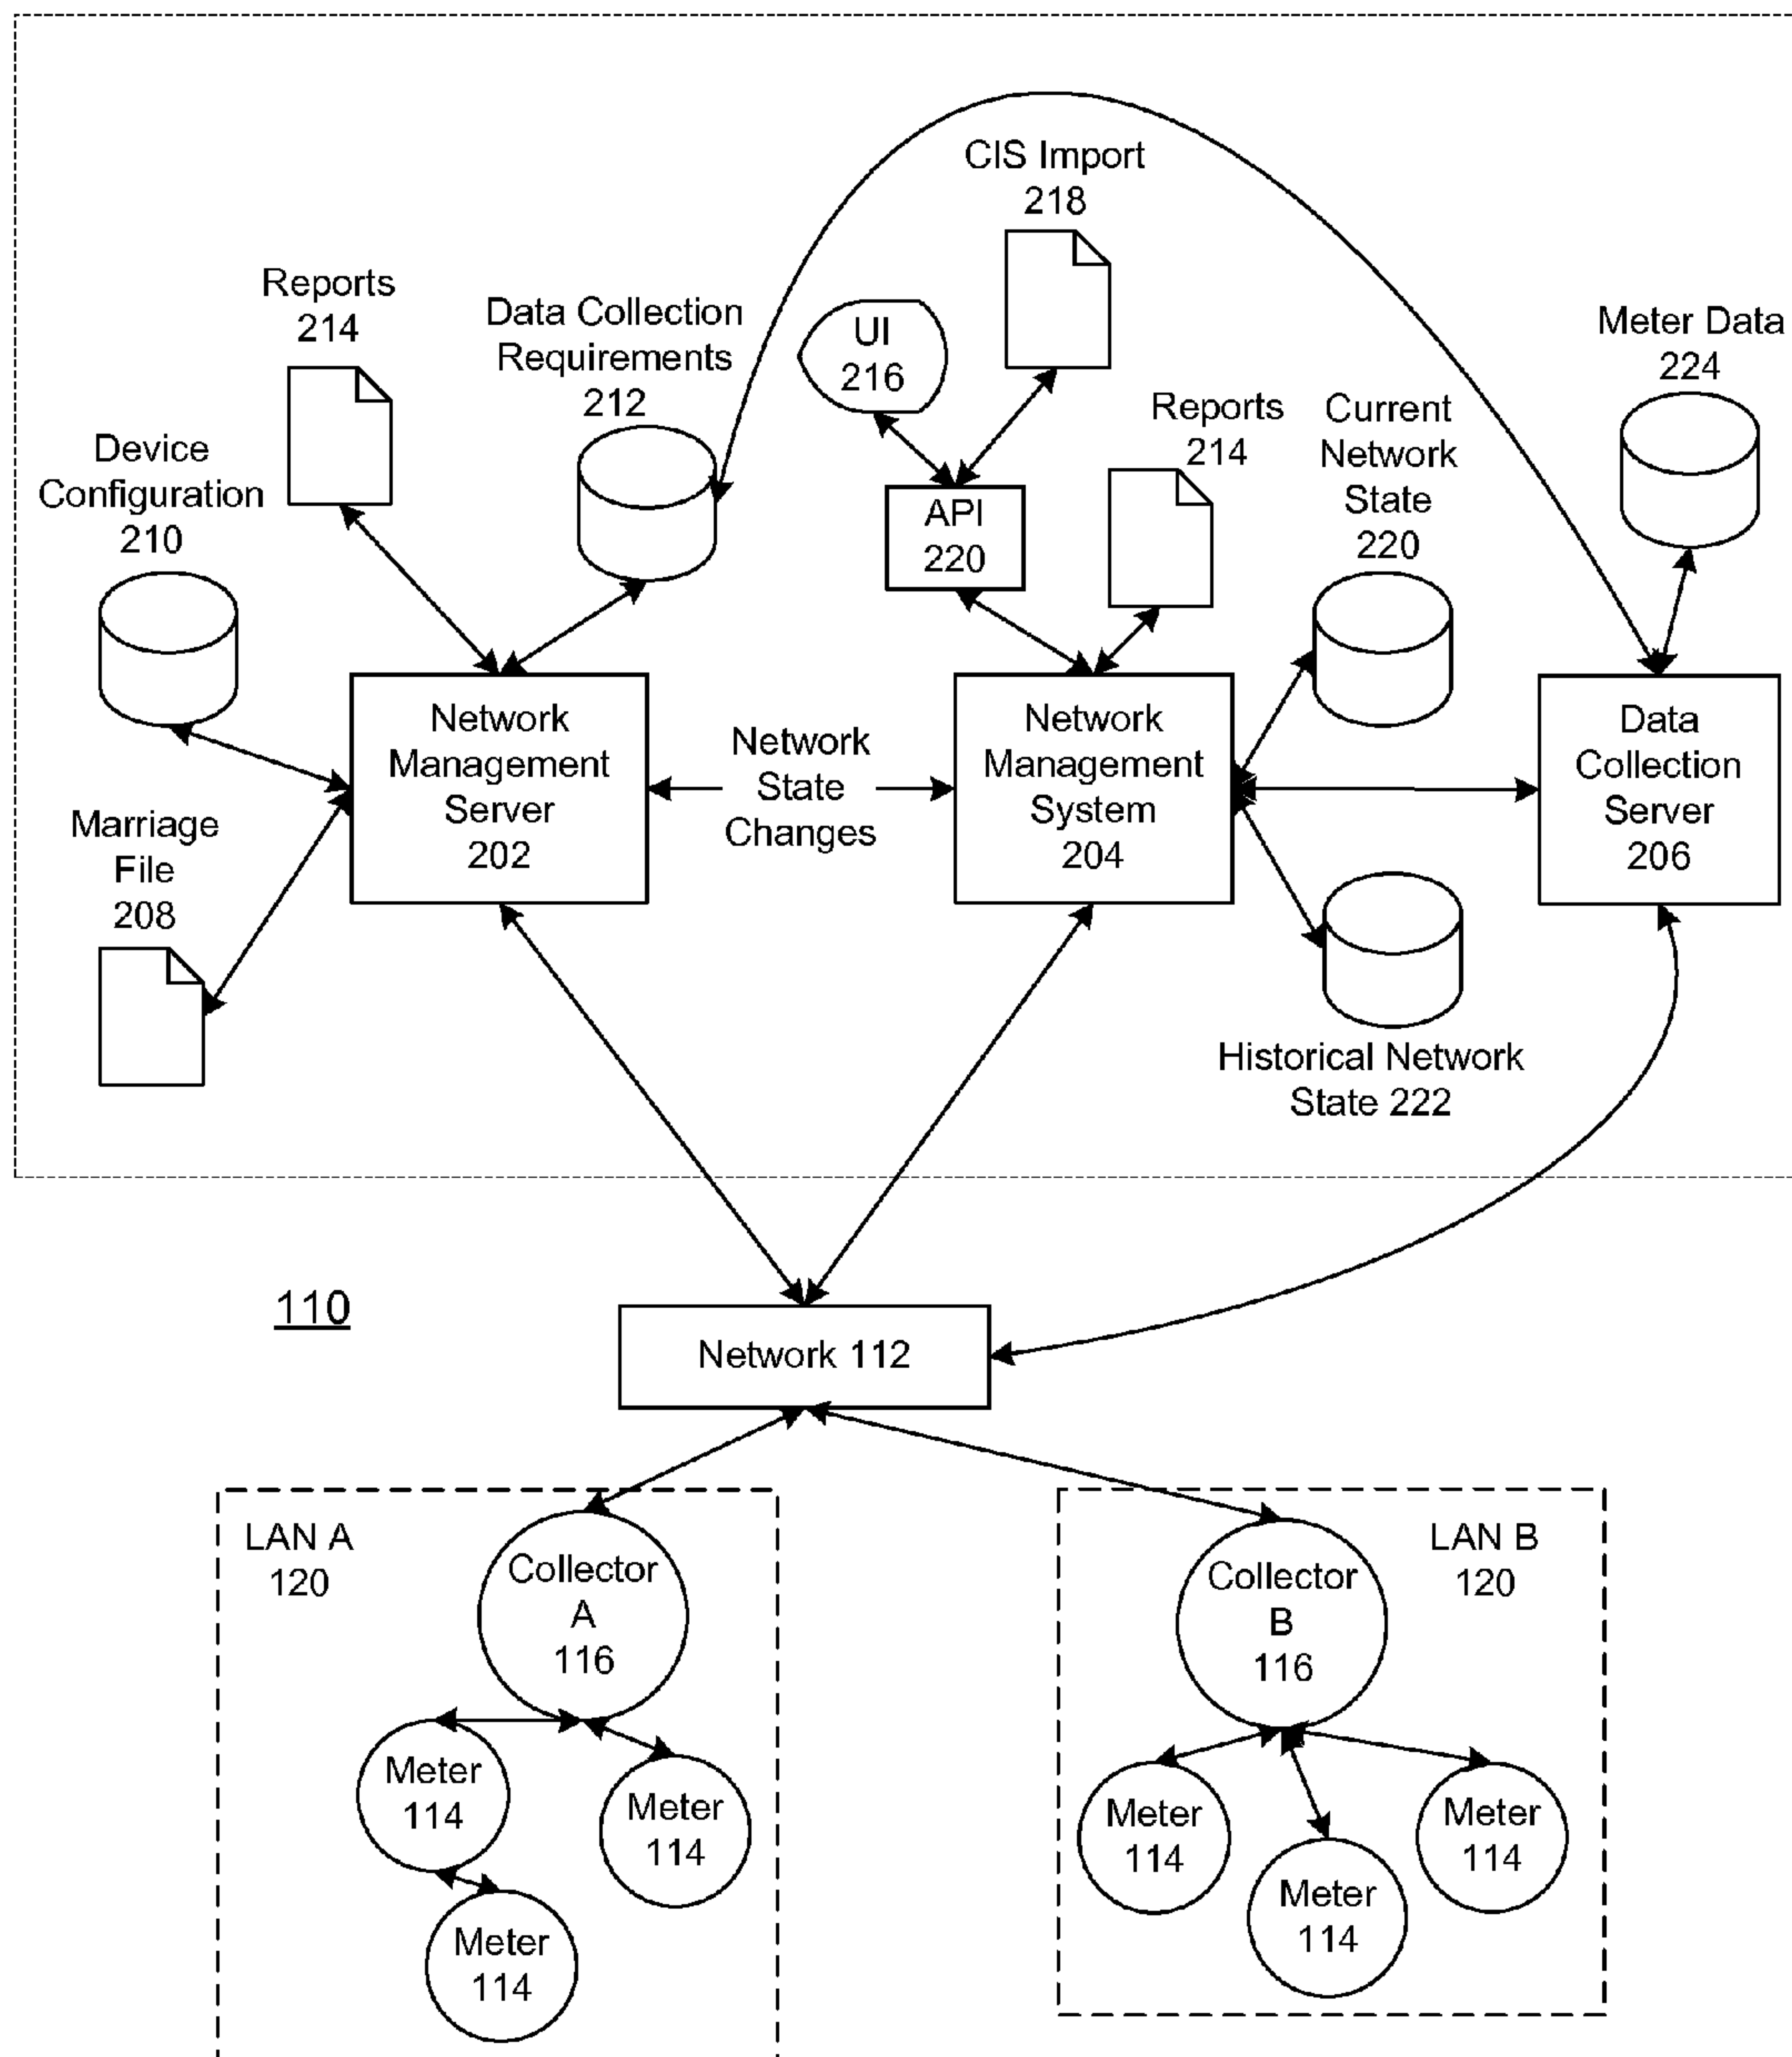 CIS Import
218
Reports
214
Data Collection
Requirements
212
UI
216
Meter Data
224
Reports
214
Current
Network
State
220
Device
Configuration
210
API
220
Network
Management
Server
202
Network
State
Changes
Network
Management
System
204
Data
Collection
Server
206
Marriage
File
208
Historical Network
State 222
110
Network 112
LAN A
120
Collector
A
116
Meter
114
Meter
114
Meter
114
LAN B
120
Collector
B
116
Meter
114
Meter
114
Meter
114